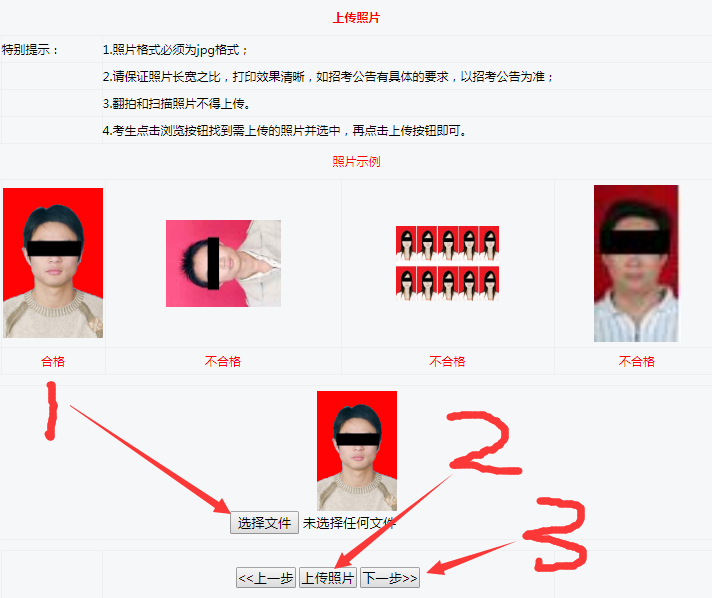 上传照片
特别提示： 1.照片格式必须为jpg格式；
2.请保证照片长宽之比，打印效果清晰，如招考公告有具体的要求，以招考公告为准；
3.翻拍和扫描照片不得上传。
4.考生点击浏览按钮找到需上传的照片并选中，再点击上传按钮即可。
照片示例
合格 不合格 不合格 不合格
1
2
选择文件 未选择任何文件
3
<<上一步 上传照片 下一步>>